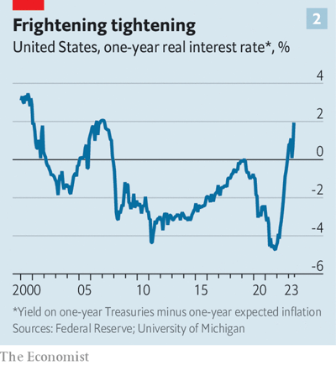 2
Frightening tightening
United States, one-year real interest rate*, %
4
2
0
-2
-4
-6
2000 05 10 15 20 23
*Yield on one-year Treasuries minus one-year expected inflation
Sources: Federal Reserve; University of Michigan
The Economist